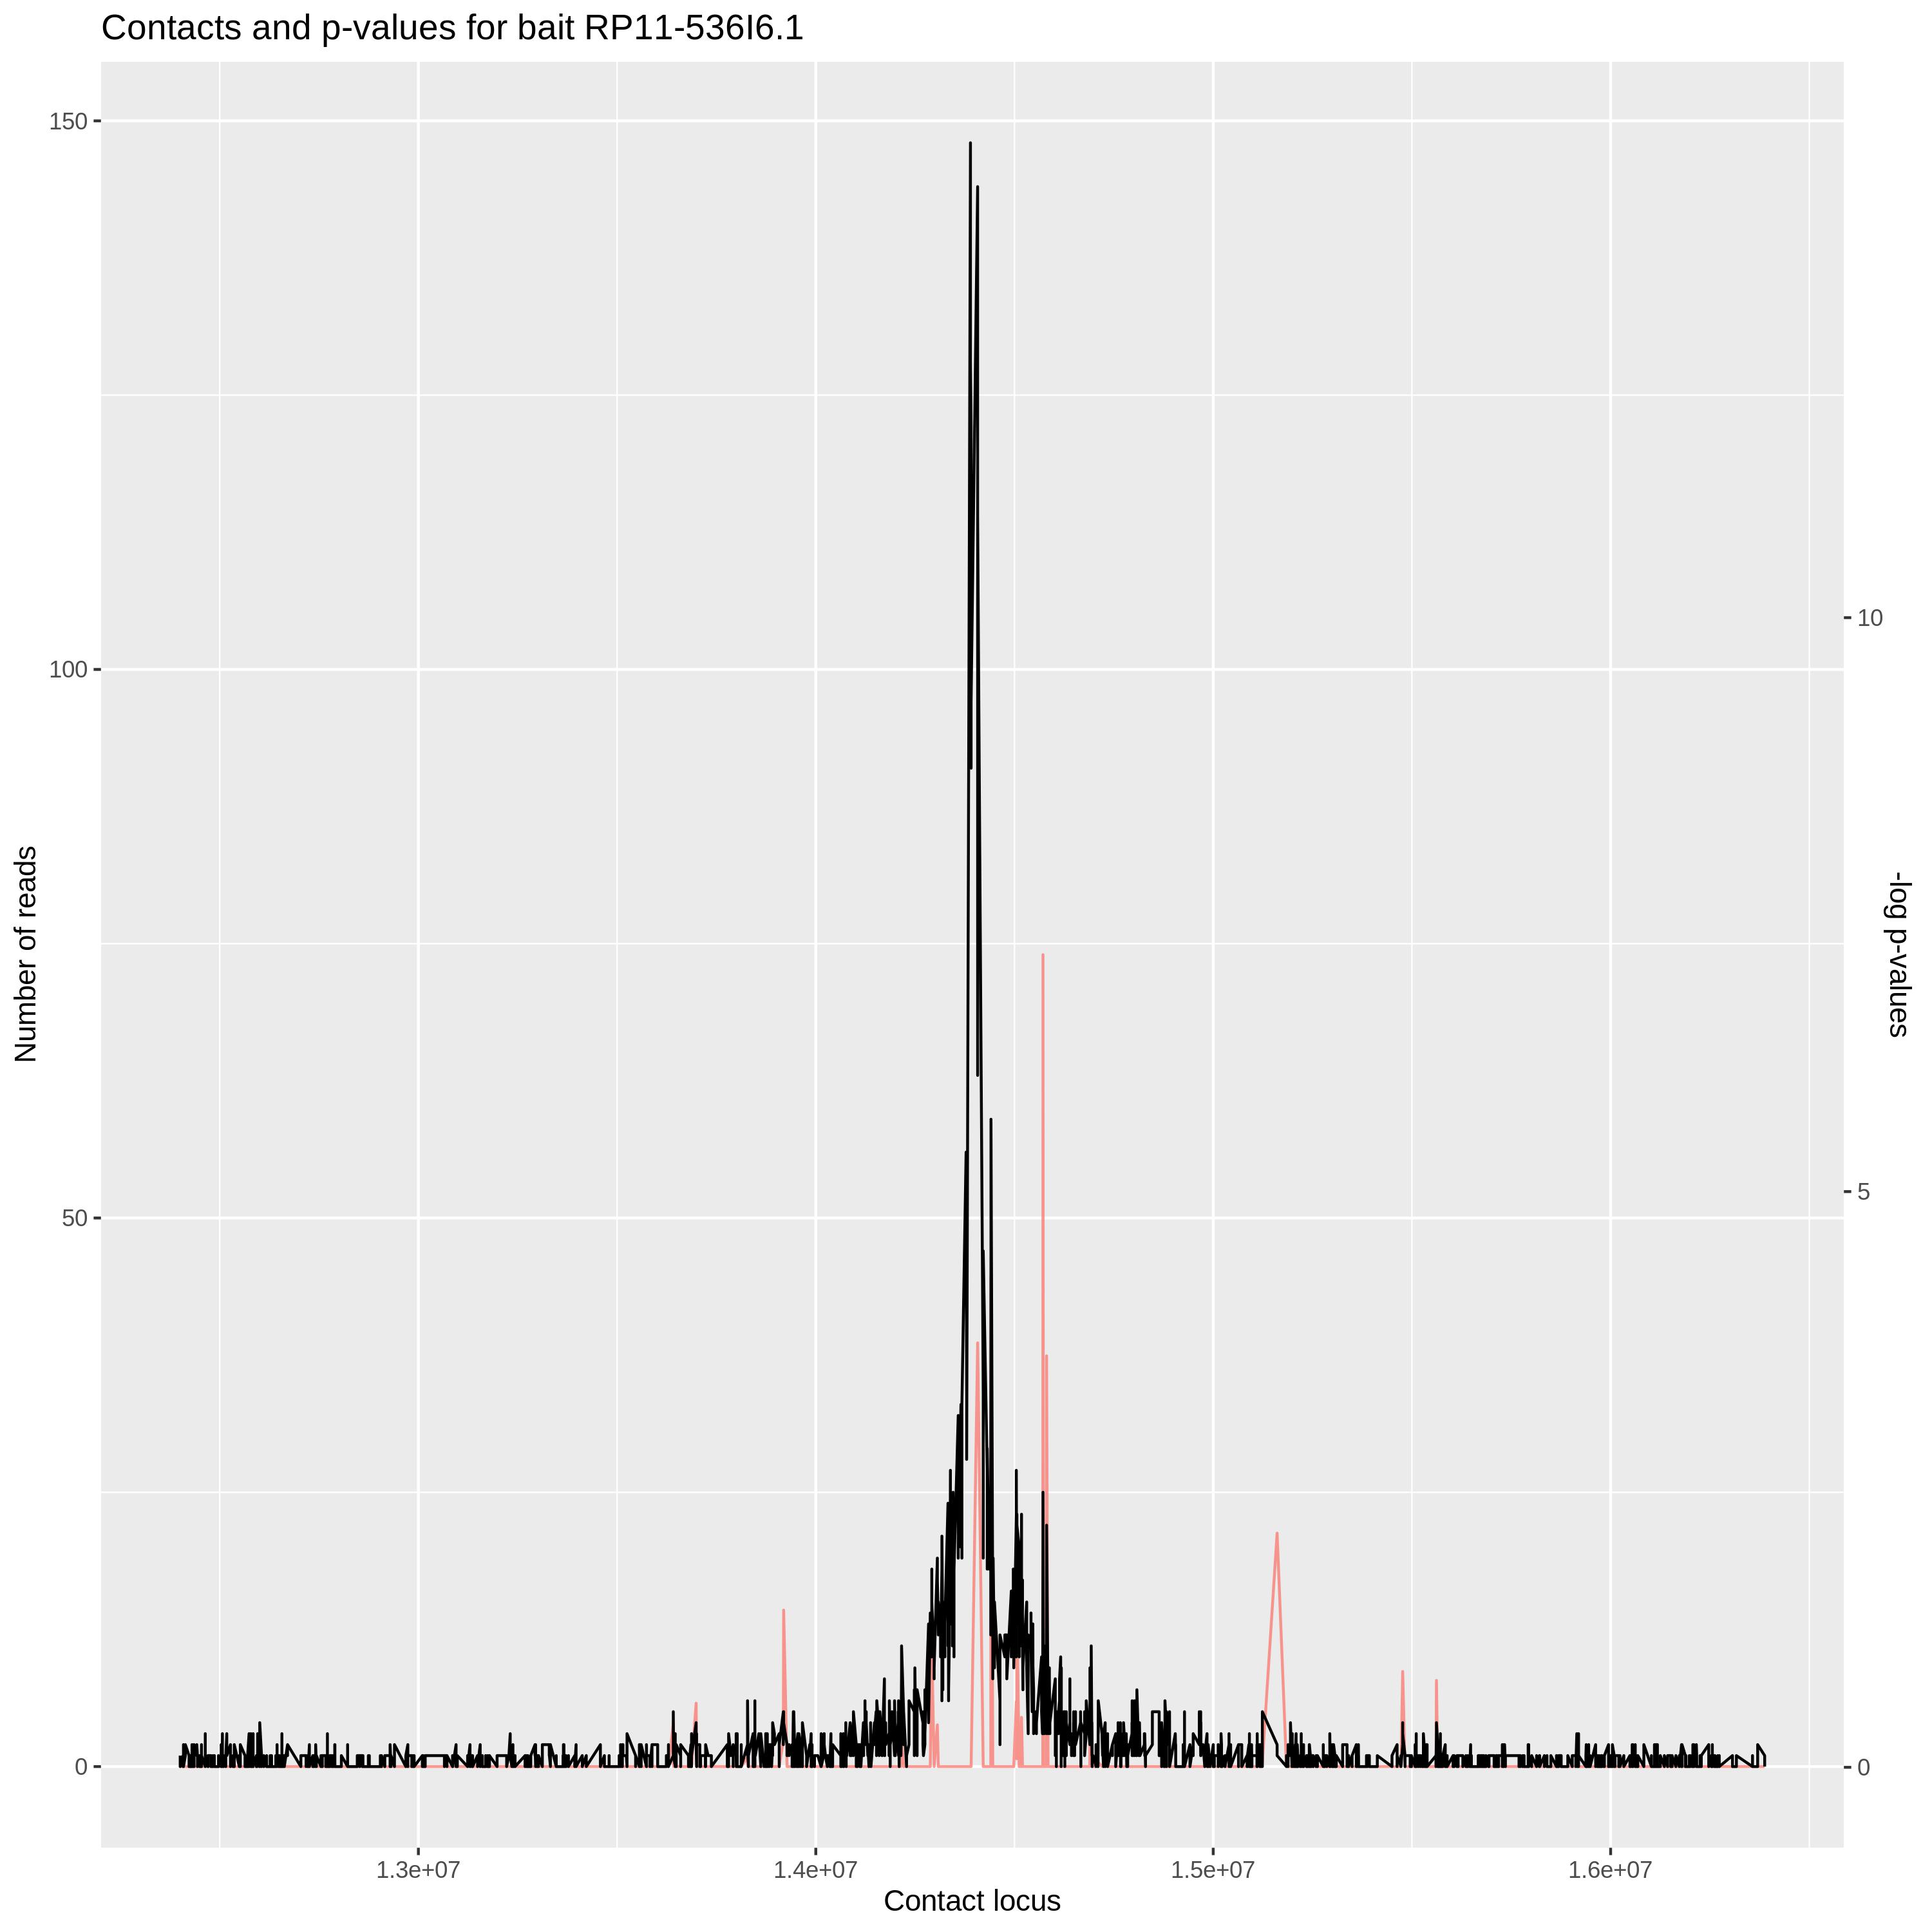 Contacts and p-values for bait RP11-536I6.1
150
100
50
0
Number of reads
10
5
0
-log p-values
1.3e+07
1.4e+07
1.5e+07
1.6e+07
Contact locus